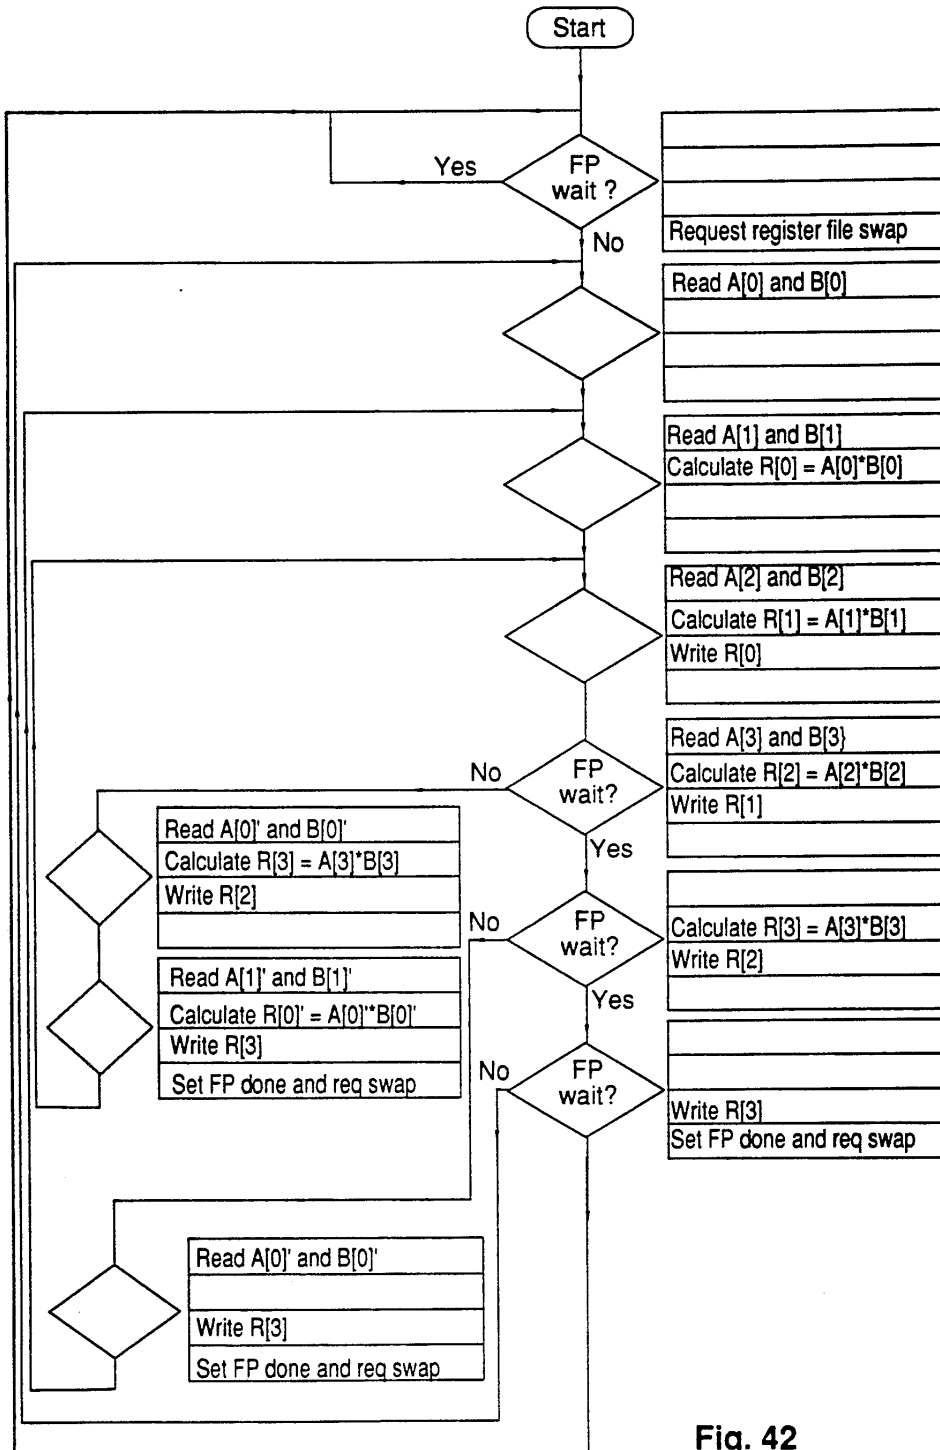 Start
Yes
FP
wait ?
Request register file swap
No
Read A[0] and B[0]
Read A[1] and B[1]
Calculate R[0] = A[0]*B[0]
Read A[2] and B[2]
Calculate R[1] = A[1]*B[1]
Write R[0]
No
FP
wait?
Read A[3] and B[3}
Calculate R[2] = A[2]*B[2]
Write R[1]
Yes
Read A[0]' and B[0]'
Calculate R[3] = A[3]*B[3]
Write R[2]
No
FP
wait?
Calculate R[3] = A[3]*B[3]
Write R[2]
Yes
Read A[1]' and B[1]'
Calculate R[0]' = A[0]'*B[0]'
Write R[3]
Set FP done and req swap
No
FP
wait?
Write R[3]
Set FP done and req swap
Read A[0]' and B[0]'
Write R[3]
Set FP done and req swap
Fig. 42